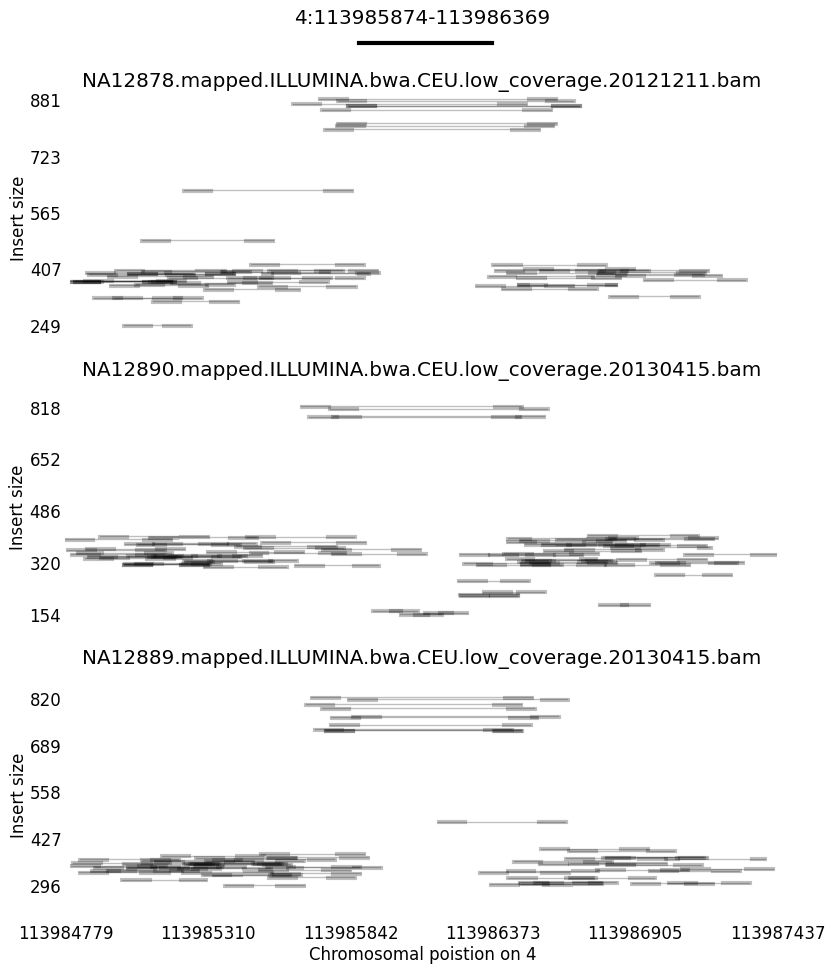 4:113985874-113986369
NA12878.mapped.ILLUMINA.bwa.CEU.low_coverage.20121211.bam
881
723
565
407
249
Insert size
NA12890.mapped.ILLUMINA.bwa.CEU.low_coverage.20130415.bam
818
652
486
320
154
Insert size
NA12889.mapped.ILLUMINA.bwa.CEU.low_coverage.20130415.bam
820
689
558
427
296
Insert size
113984779 113985310 113985842 113986373 113986905 113987437
Chromosomal poistion on 4